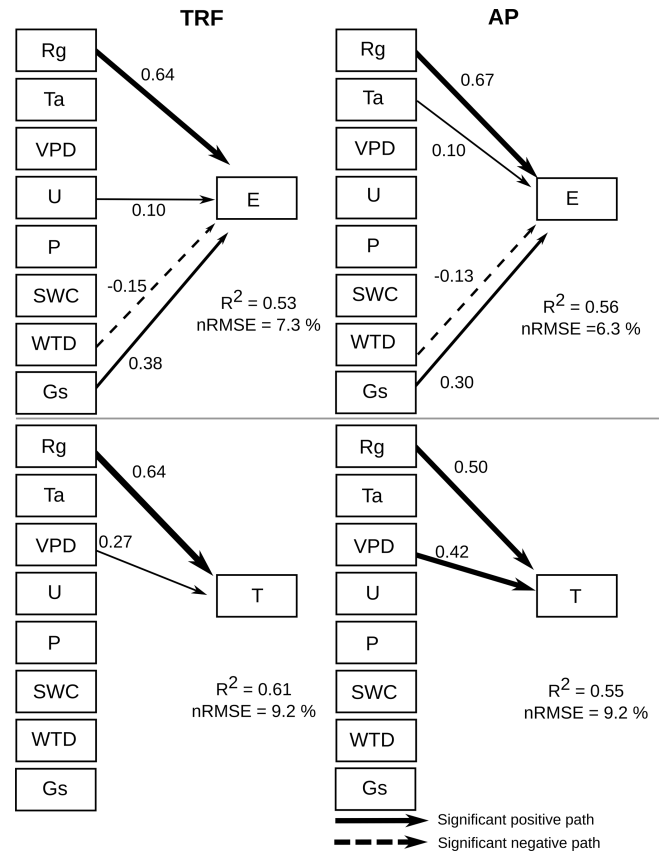 TRF
Rg
Ta
VPD
U
P
SWC
WTD
Gs
0.64
0.10
-0.15
0.38
E
R2 = 0.53
nRMSE = 7.3 %
AP
Rg
Ta
VPD
U
P
SWC
WTD
Gs
0.67
0.10
-0.13
0.30
E
R2 = 0.56
nRMSE =6.3 %
Rg
Ta
VPD
U
P
SWC
WTD
Gs
0.64
0.27
T
R2 = 0.61
nRMSE = 9.2 %
Rg
Ta
VPD
U
P
SWC
WTD
Gs
0.50
0.42
T
R2 = 0.55
nRMSE = 9.2 %
Significant positive path
Significant negative path